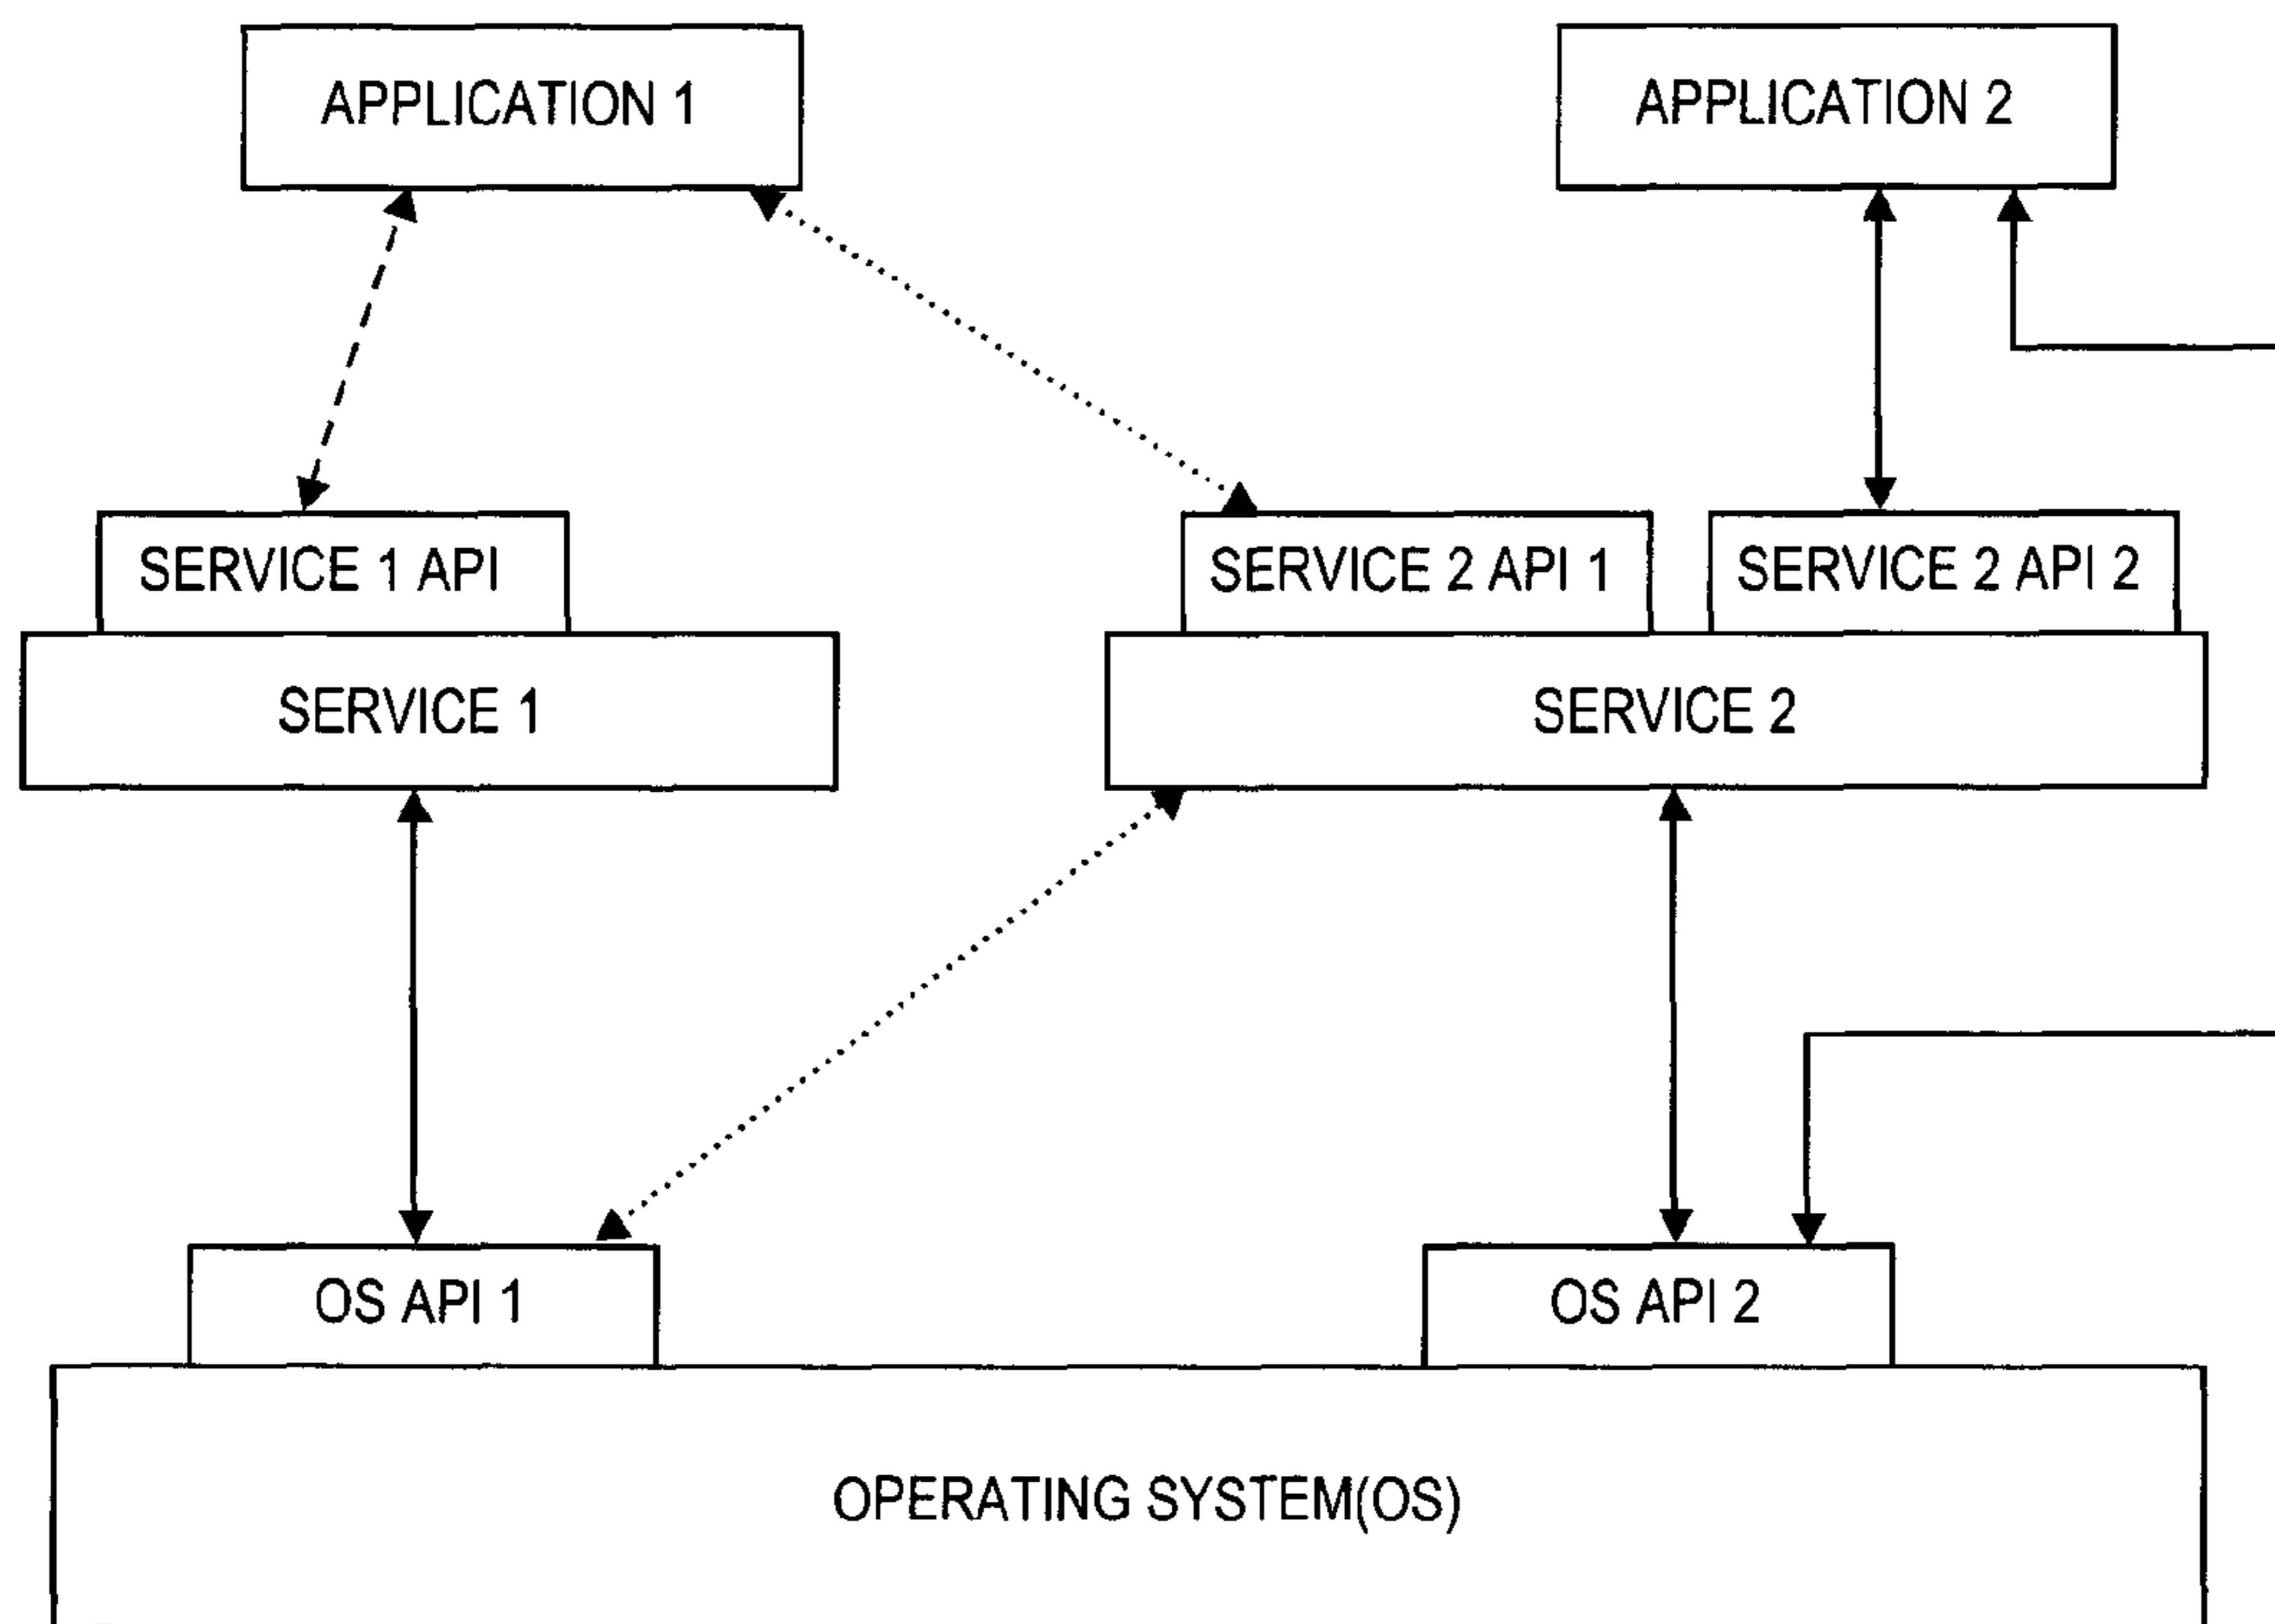 APPLICATION 1
APPLICATION 2
SERVICE 1 API
SERVICE 2 API 1
SERVICE 2 API 2
SERVICE 1
SERVICE 2
OS API 1
OS API 2
OPERATING SYSTEM(OS)